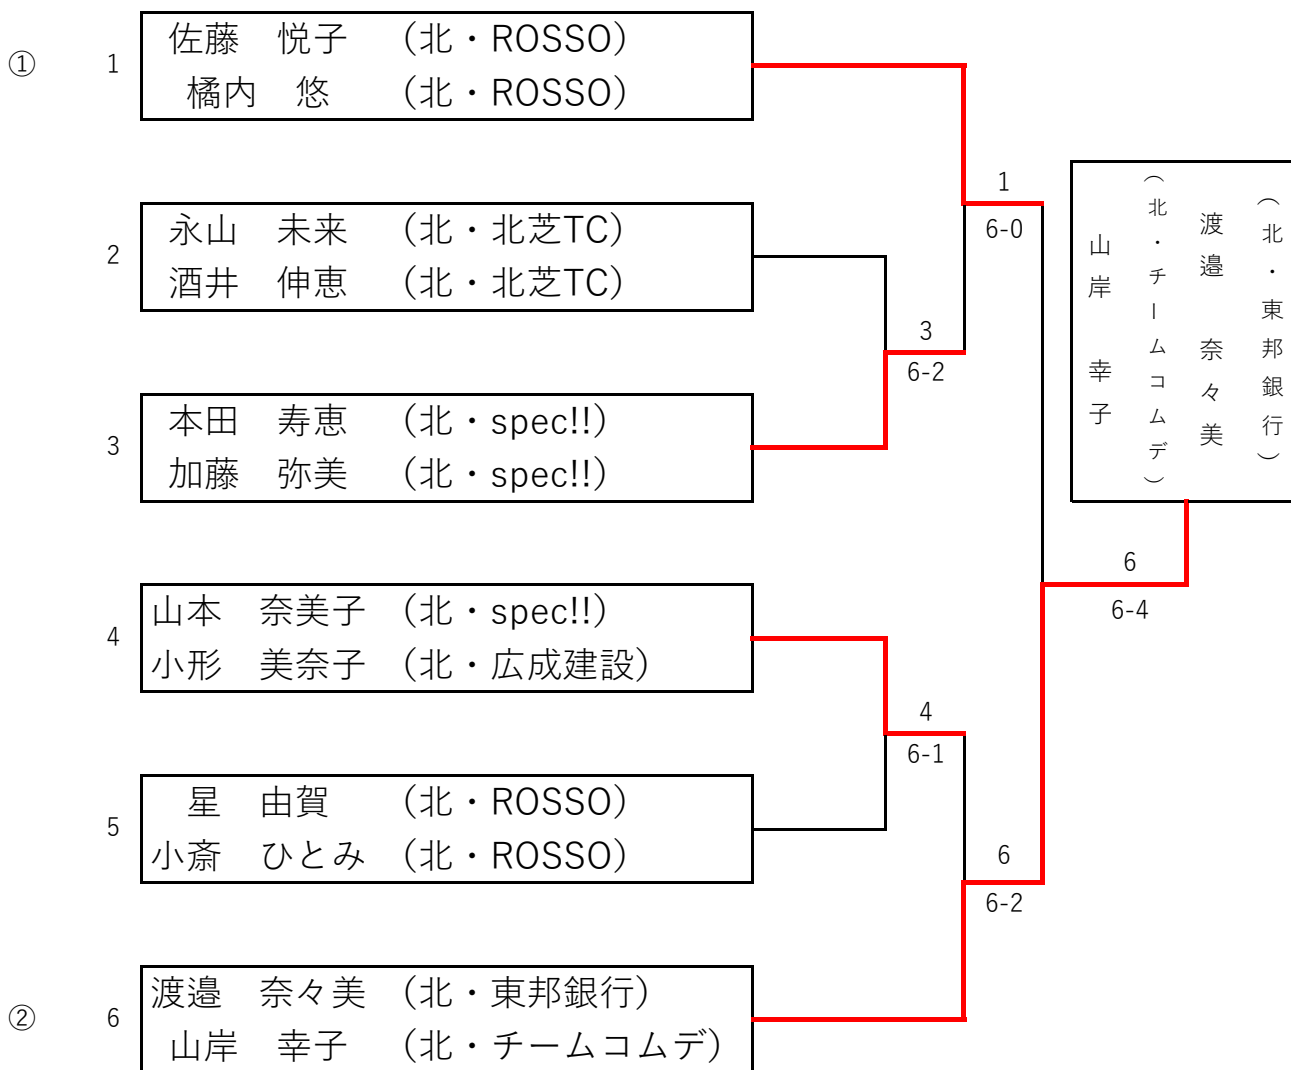 ① 1 佐藤 悦子 （北・ROSSO）
橘内 悠 （北・ROSSO）
2 永山 未来 （北・北芝TC）
酒井 伸恵 （北・北芝TC）
3 本田 寿恵 （北・spec!!）
加藤 弥美 （北・spec!!）
4 山本 奈美子 （北・spec!!）
小形 美奈子 （北・広成建設）
5 星 由賀 （北・ROSSO）
小斎 ひとみ （北・ROSSO）
② 6 渡邉 奈々美 （北・東邦銀行）
山岸 幸子 （北・チームコムデ）
3
6-2
4
6-1
1
6-0
6
6-2
6
6-4
（北・東邦銀行）
渡邉 奈々美
（北・チームコムデ）
山岸 幸子